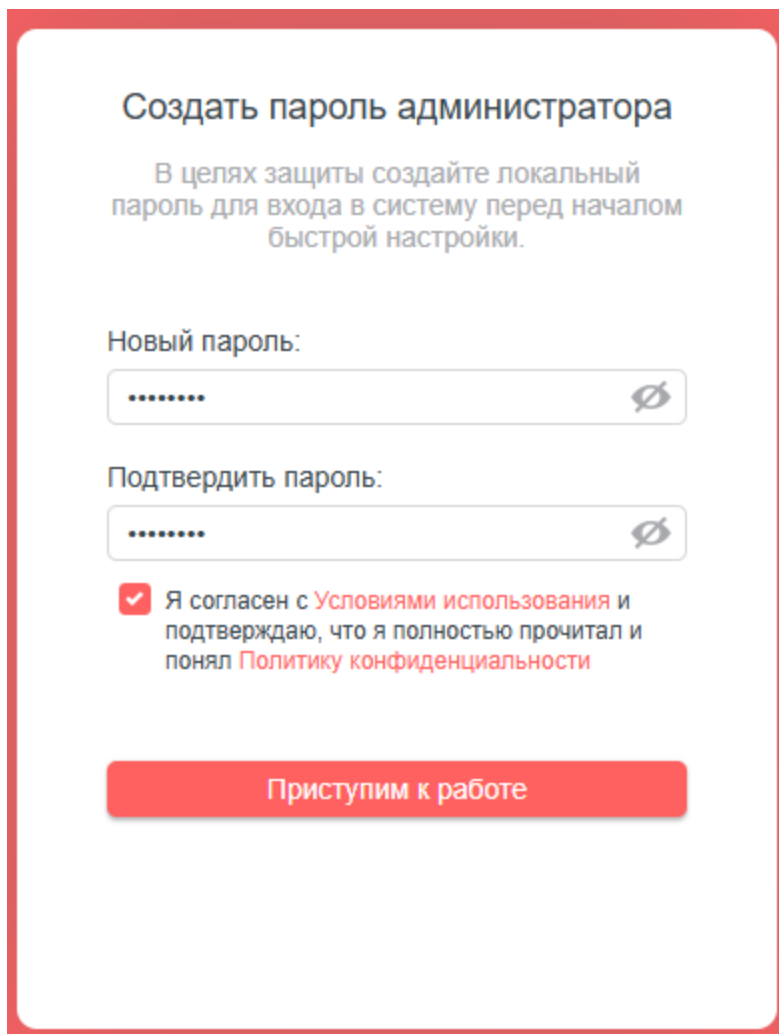 Создать пароль администратора
В целях защиты создайте локальный
пароль для входа в систему перед началом
быстрой настройки.
Новый пароль:
••••••••
Подтвердить пароль:
••••••••
Я согласен с Условиями использования и
подтверждаю, что я полностью прочитал и
понял Политику конфиденциальности
Приступим к работе